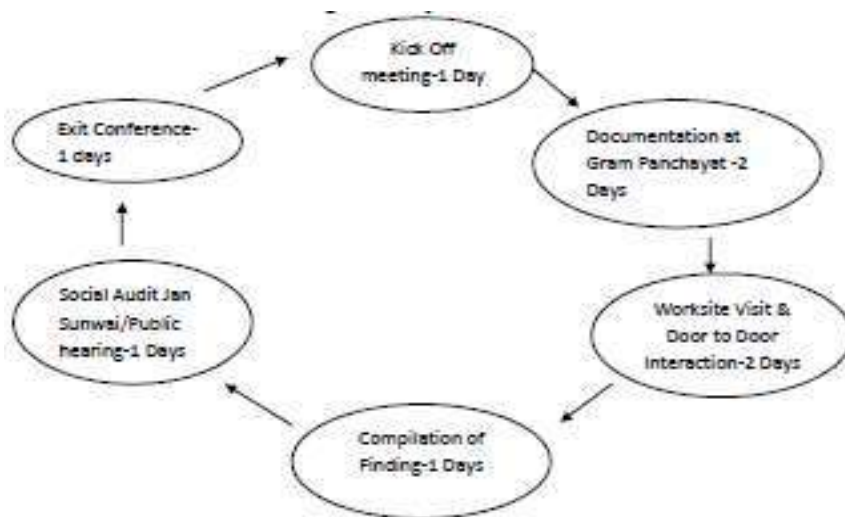 Kick Off
meeting-1 Day
Documentation at
Gram Panchayat -2
Days
Worksite Visit &
Door to Door
Interaction-2 Days
Compilation of
Finding-1 Days
Social Audit Jan
Sunwai/Public
hearing-1 Days
Exit Conference-
1 days